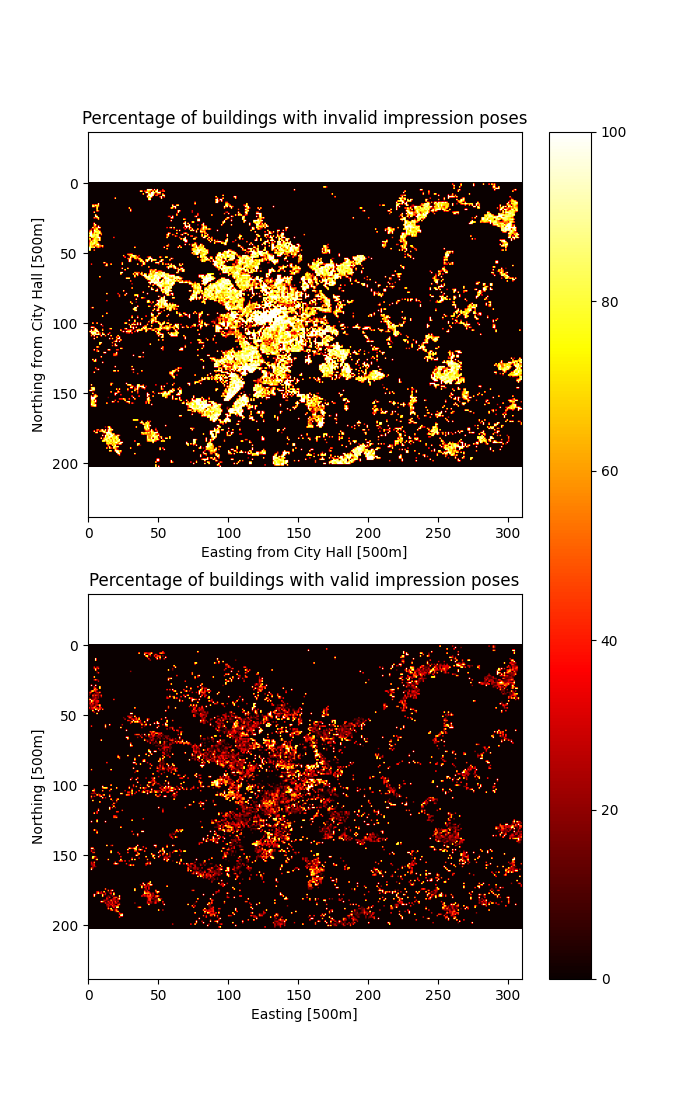 Percentage of buildings with invalid impression poses
100
0
50
80
100
150
200
60
Northing from City Hall [500m]
0 50 100 150 200 250 300
Easting from City Hall [500m]
Percentage of buildings with valid impression poses
40
0
50
100
20
150
200
0
Northing [500m]
0 50 100 150 200 250 300
Easting [500m]